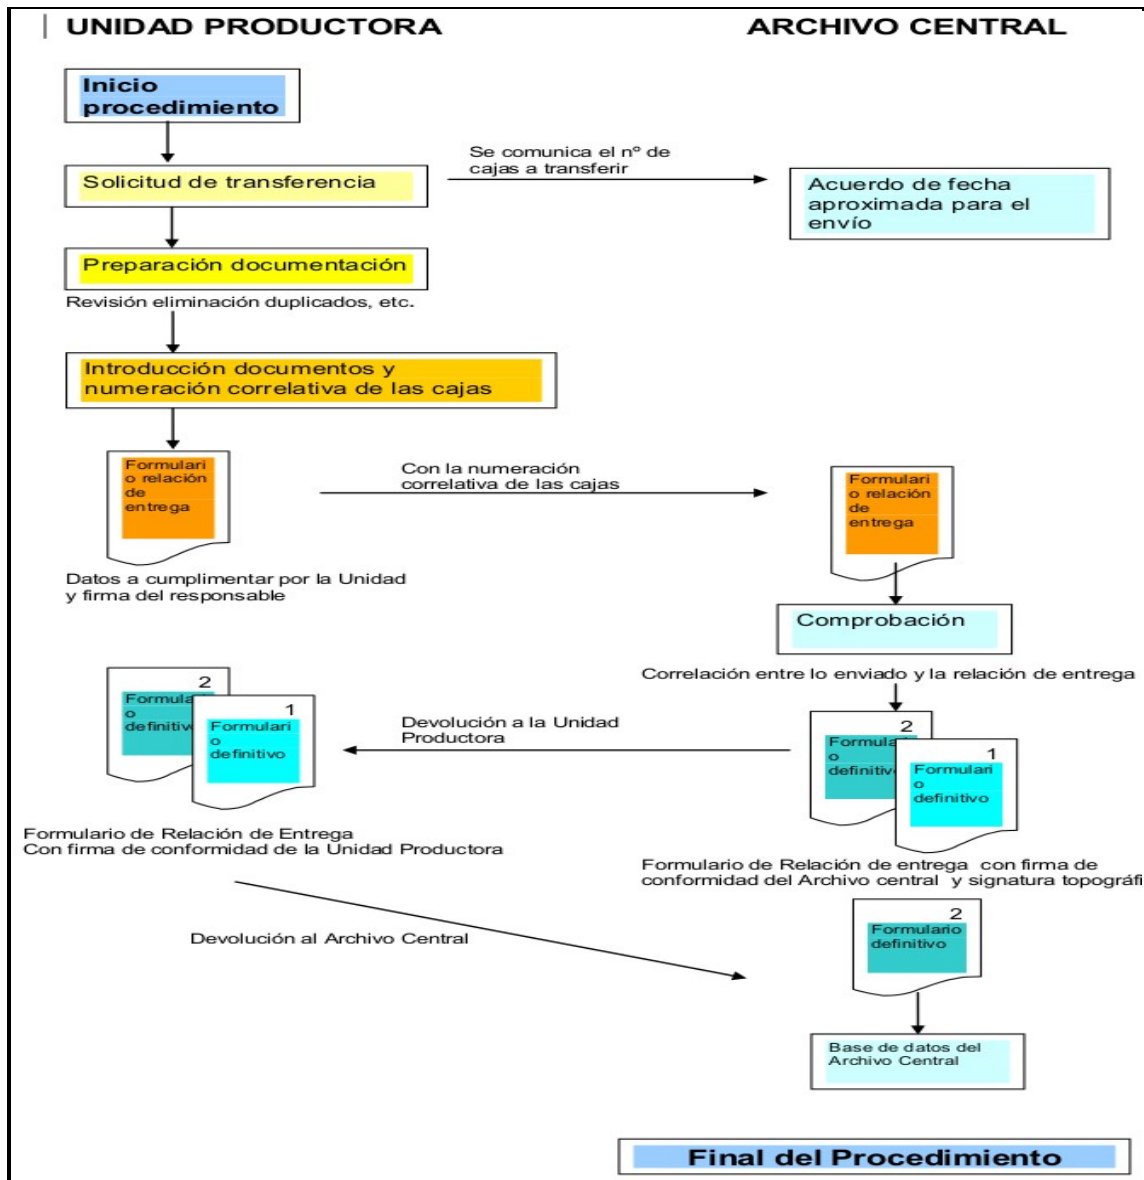 UNIDAD PRODUCTORA
ARCHIVO CENTRAL
Inicio
procedimiento
Se comunica el nº de
cajas a transferir
Solicitud de transferencia
Acuerdo de fecha
aproximada para el
envío
Preparación documentación
Revisión eliminación duplicados, etc.
Introducción documentos y
numeración correlativa de las cajas
Formulari
o relación
de
entrega
Con la numeración
correlativa de las cajas
Formulari
o relación
de
entrega
Datos a cumplimentar por la Unidad
y firma del responsable
Comprobación
Correlación entre lo enviado y la relación de entrega
2
Formula
o
definitiv
1
Formulari
o
definitivo
Devolución a la Unidad
Productora
2
Formula
o
definitiv
1
Formulari
o
definitivo
Formulario de Relación de Entrega
Con firma de conformidad de la Unidad Productora
Formulario de Relación de entrega con firma de
conformidad del Archivo central y signatura topográfi
Devolución al Archivo Central
2
Formulario
definitivo
Base de datos del
Archivo Central
Final del Procedimiento